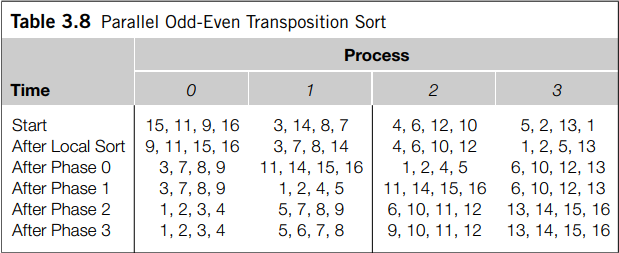 Table 3.8 Parallel Odd-Even Transposition Sort
Process
Time 0 1 2 3
Start 15, 11, 9, 16 3, 14, 8, 7 4, 6, 12, 10 5, 2, 13, 1
After Local Sort 9, 11, 15, 16 3, 7, 8, 14 4, 6, 10, 12 1, 2, 5, 13
After Phase 0 3, 7, 8, 9 11, 14, 15, 16 1, 2, 4, 5 6, 10, 12, 13
After Phase 1 3, 7, 8, 9 1, 2, 4, 5 11, 14, 15, 16 6, 10, 12, 13
After Phase 2 1, 2, 3, 4 5, 7, 8, 9 6, 10, 11, 12 13, 14, 15, 16
After Phase 3 1, 2, 3, 4 5, 6, 7, 8 9, 10, 11, 12 13, 14, 15, 16